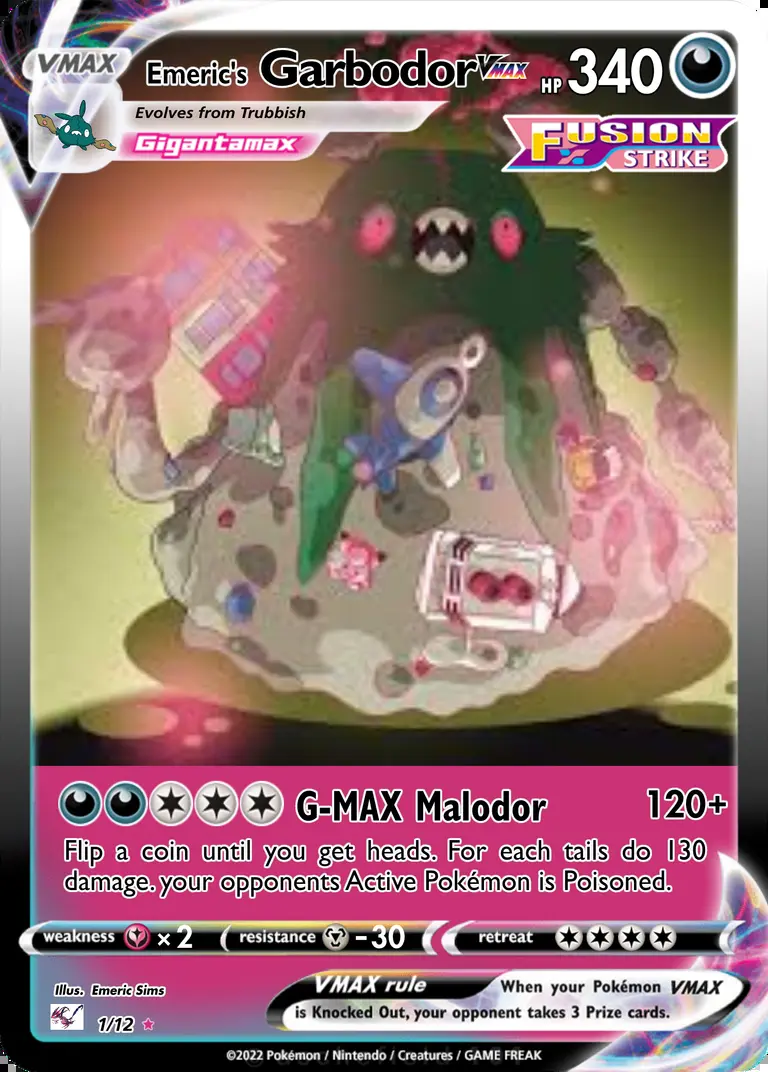 VMAX
Emeric's Garbodor VMAX HP 340
Evolves from Trubbish
Gigantamax
FUSION
STRIKE
G-MAX Malodor 120+
Flip a coin until you get heads. For each tails do 130
damage. your opponents Active Pokémon is Poisoned.
weakness × 2 resistance -30 retreat
Illus. Emeric Sims
1/12
VMAX rule When your Pokémon VMAX
is Knocked Out, your opponent takes 3 Prize cards.
©2022 Pokémon / Nintendo / Creatures / GAME FREAK